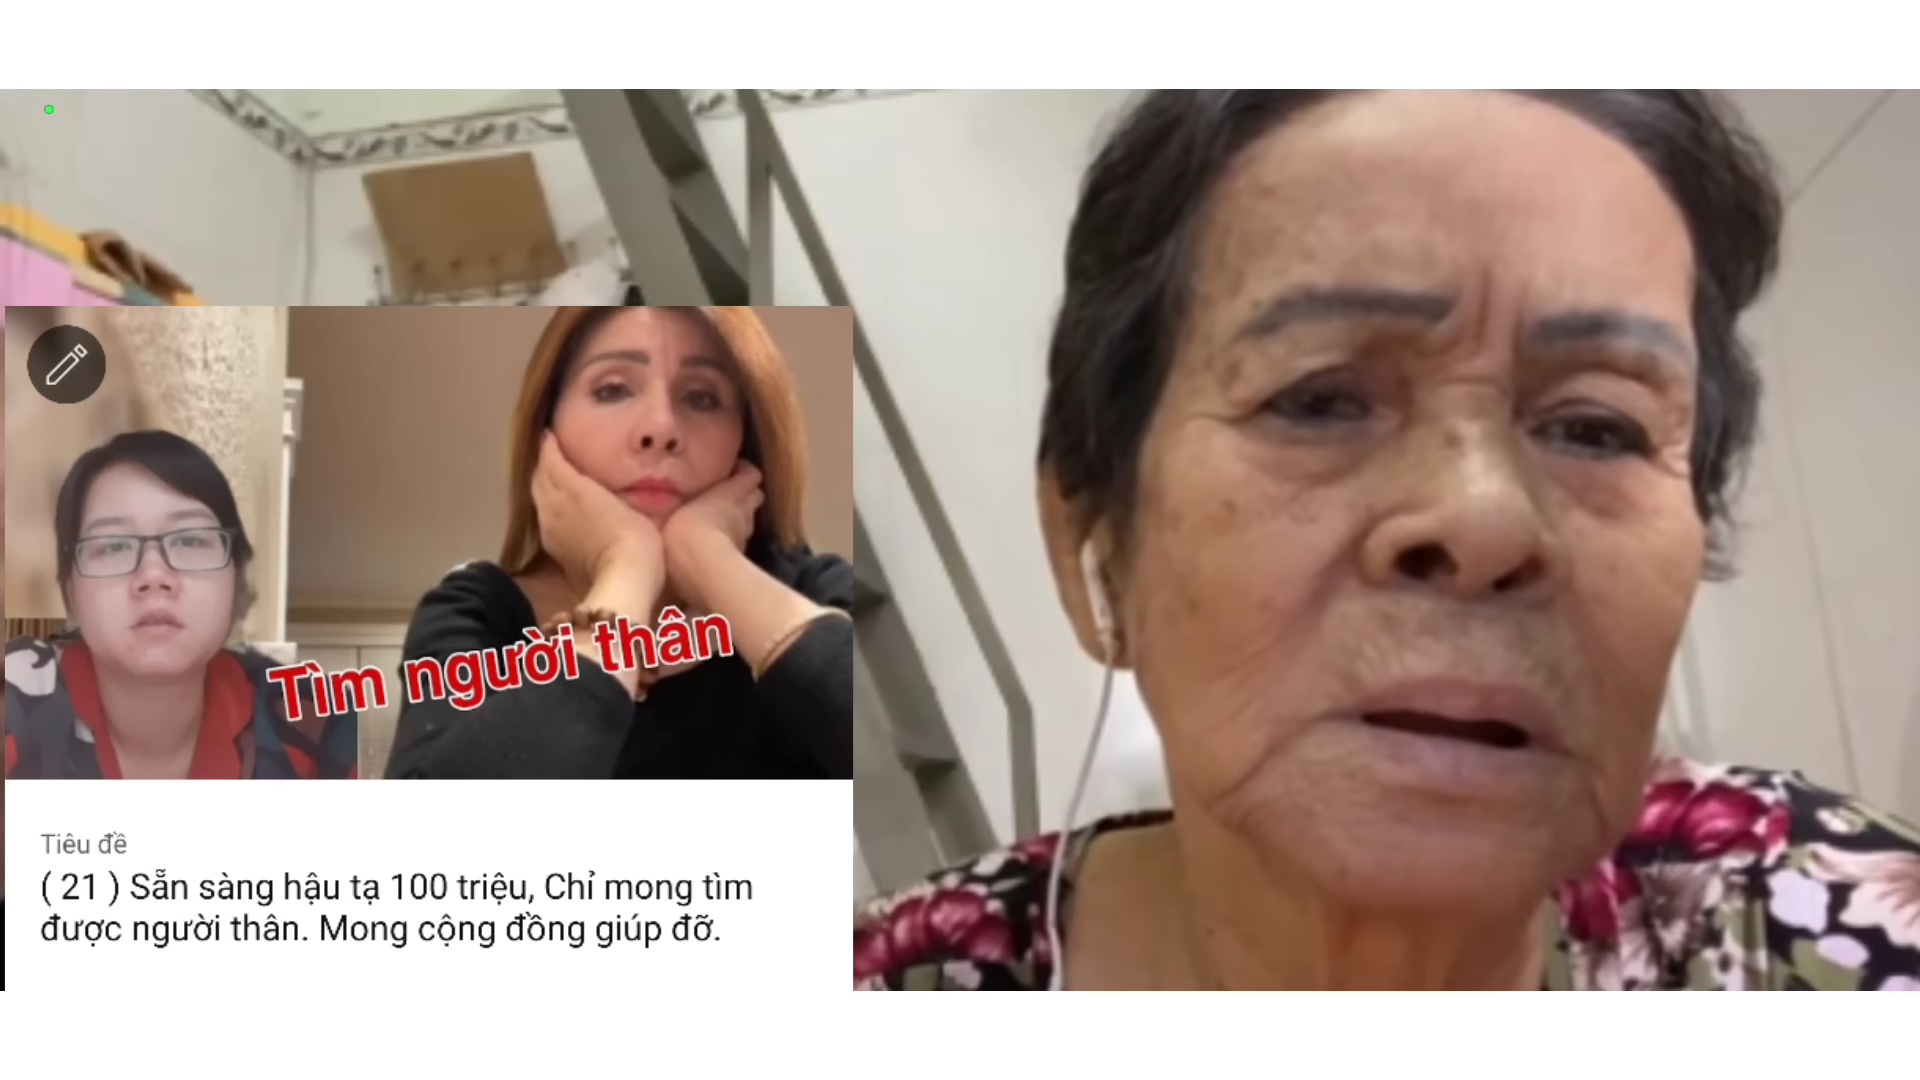 Tìm người thân
Tiêu đề
( 21 ) Sẵn sàng hậu tạ 100 triệu, Chỉ mong tìm
được người thân. Mong cộng đồng giúp đỡ.